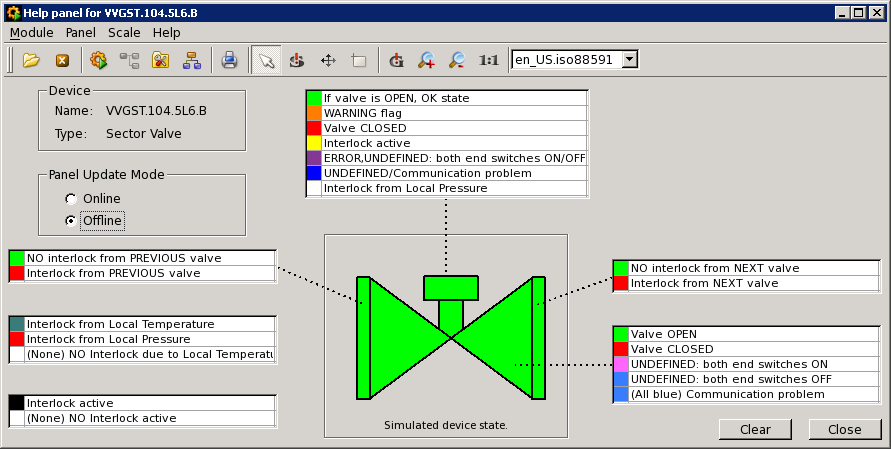 Help panel for VVGST.104.5L6.B
Module Panel Scale Help
1:1 en_US.iso88591
Device
Name: VVGST.104.5L6.B
Type: Sector Valve
Panel Update Mode
Online
Offline
If valve is OPEN, OK state
WARNING flag
Valve CLOSED
Interlock active
ERROR,UNDEFINED: both end switches ON/OFF
UNDEFINED/Communication problem
Interlock from Local Pressure
NO interlock from PREVIOUS valve
Interlock from PREVIOUS valve
Interlock from Local Temperature
Interlock from Local Pressure
(None) NO Interlock due to Local Temperatu
Interlock active
(None) NO Interlock active
NO interlock from NEXT valve
Interlock from NEXT valve
Valve OPEN
Valve CLOSED
UNDEFINED: both end switches ON
UNDEFINED: both end switches OFF
(All blue) Communication problem
Simulated device state.
Clear Close